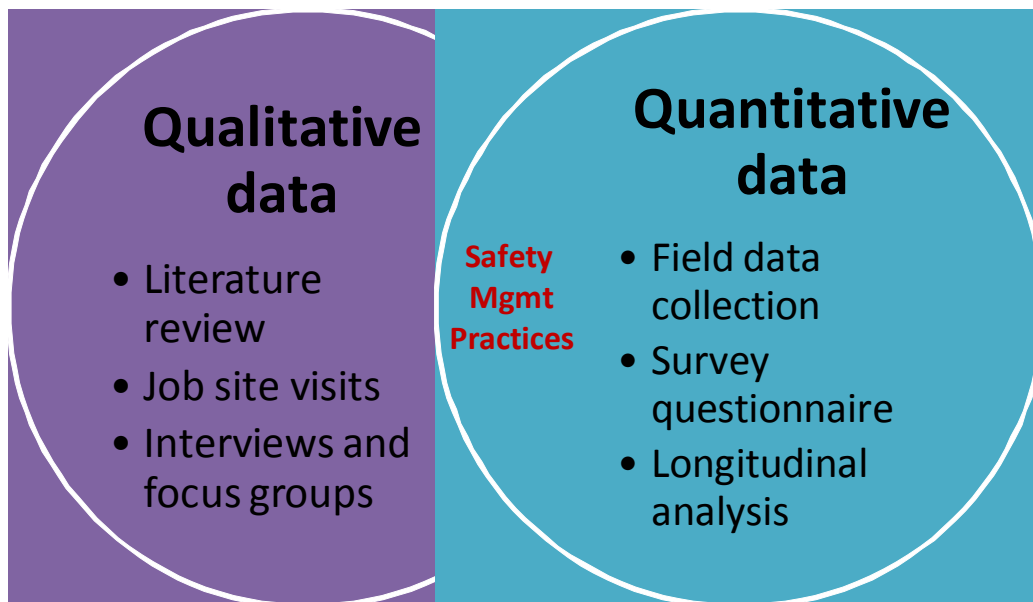 Qualitative
data
• Literature
review
• Job site visits
• Interviews and
focus groups
Safety
Mgmt
Practices
Quantitative
data
• Field data
collection
• Survey
questionnaire
• Longitudinal
analysis